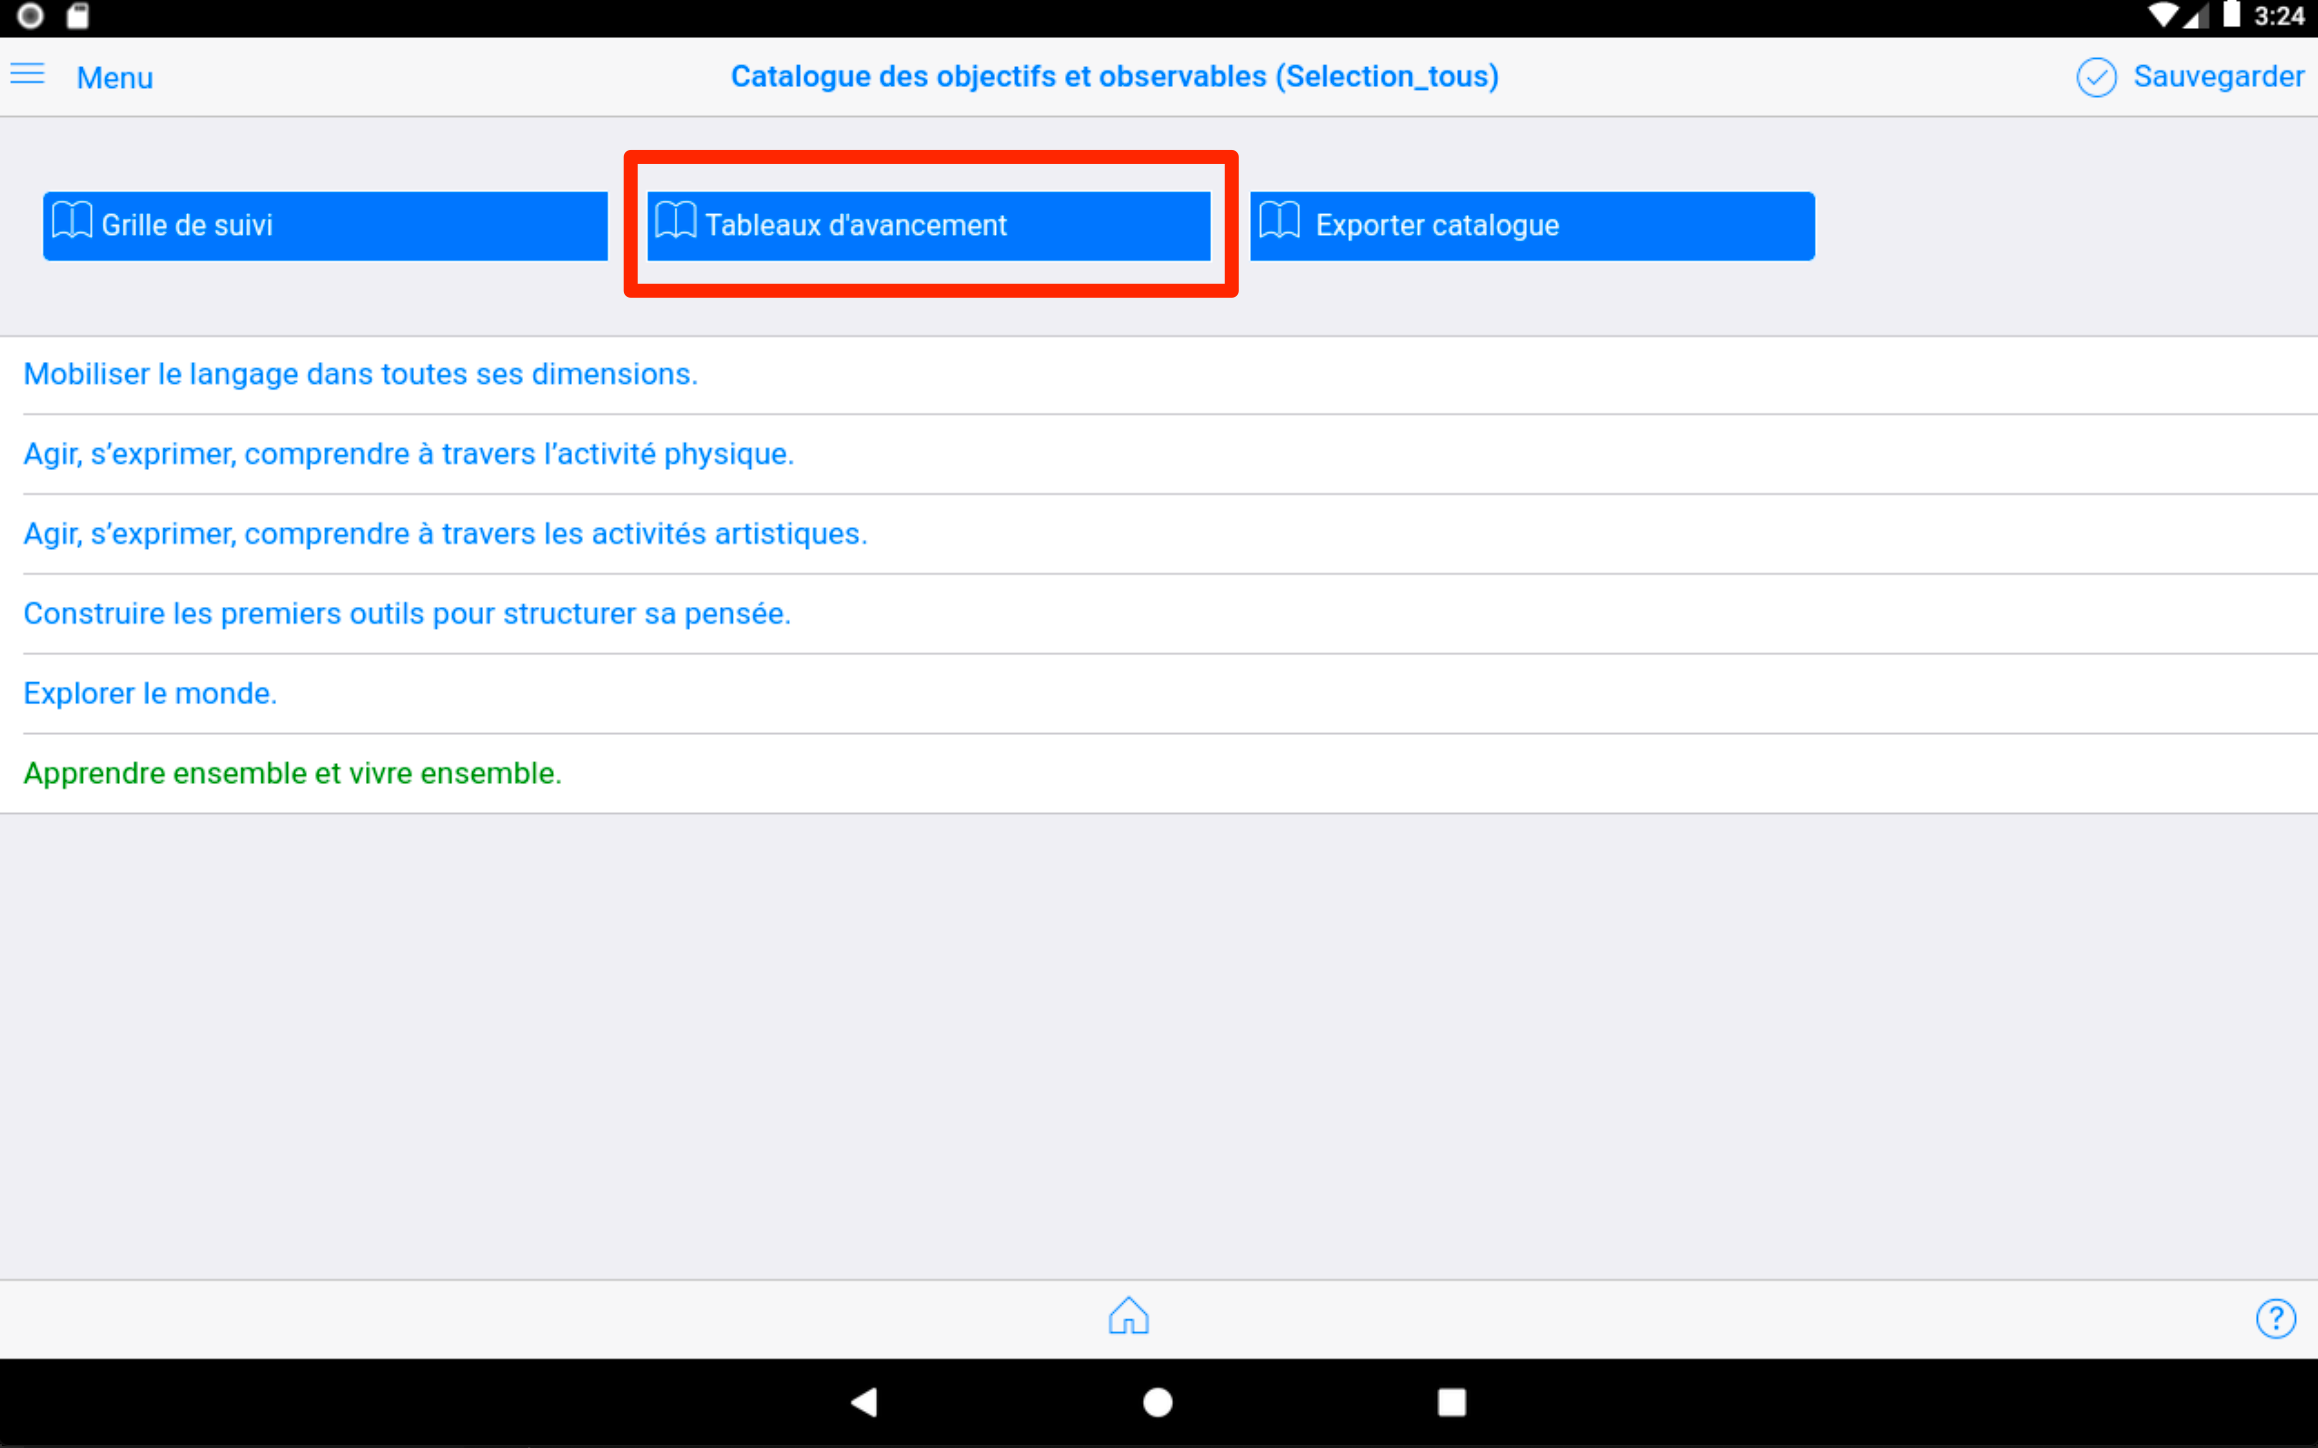 3:24
Menu
Catalogue des objectifs et observables (Selection_tous)
Sauvegarder
Grille de suivi
Tableaux d'avancement
Exporter catalogue
Mobiliser le langage dans toutes ses dimensions.
Agir, s’exprimer, comprendre à travers l’activité physique.
Agir, s’exprimer, comprendre à travers les activités artistiques.
Construire les premiers outils pour structurer sa pensée.
Explorer le monde.
Apprendre ensemble et vivre ensemble.
?